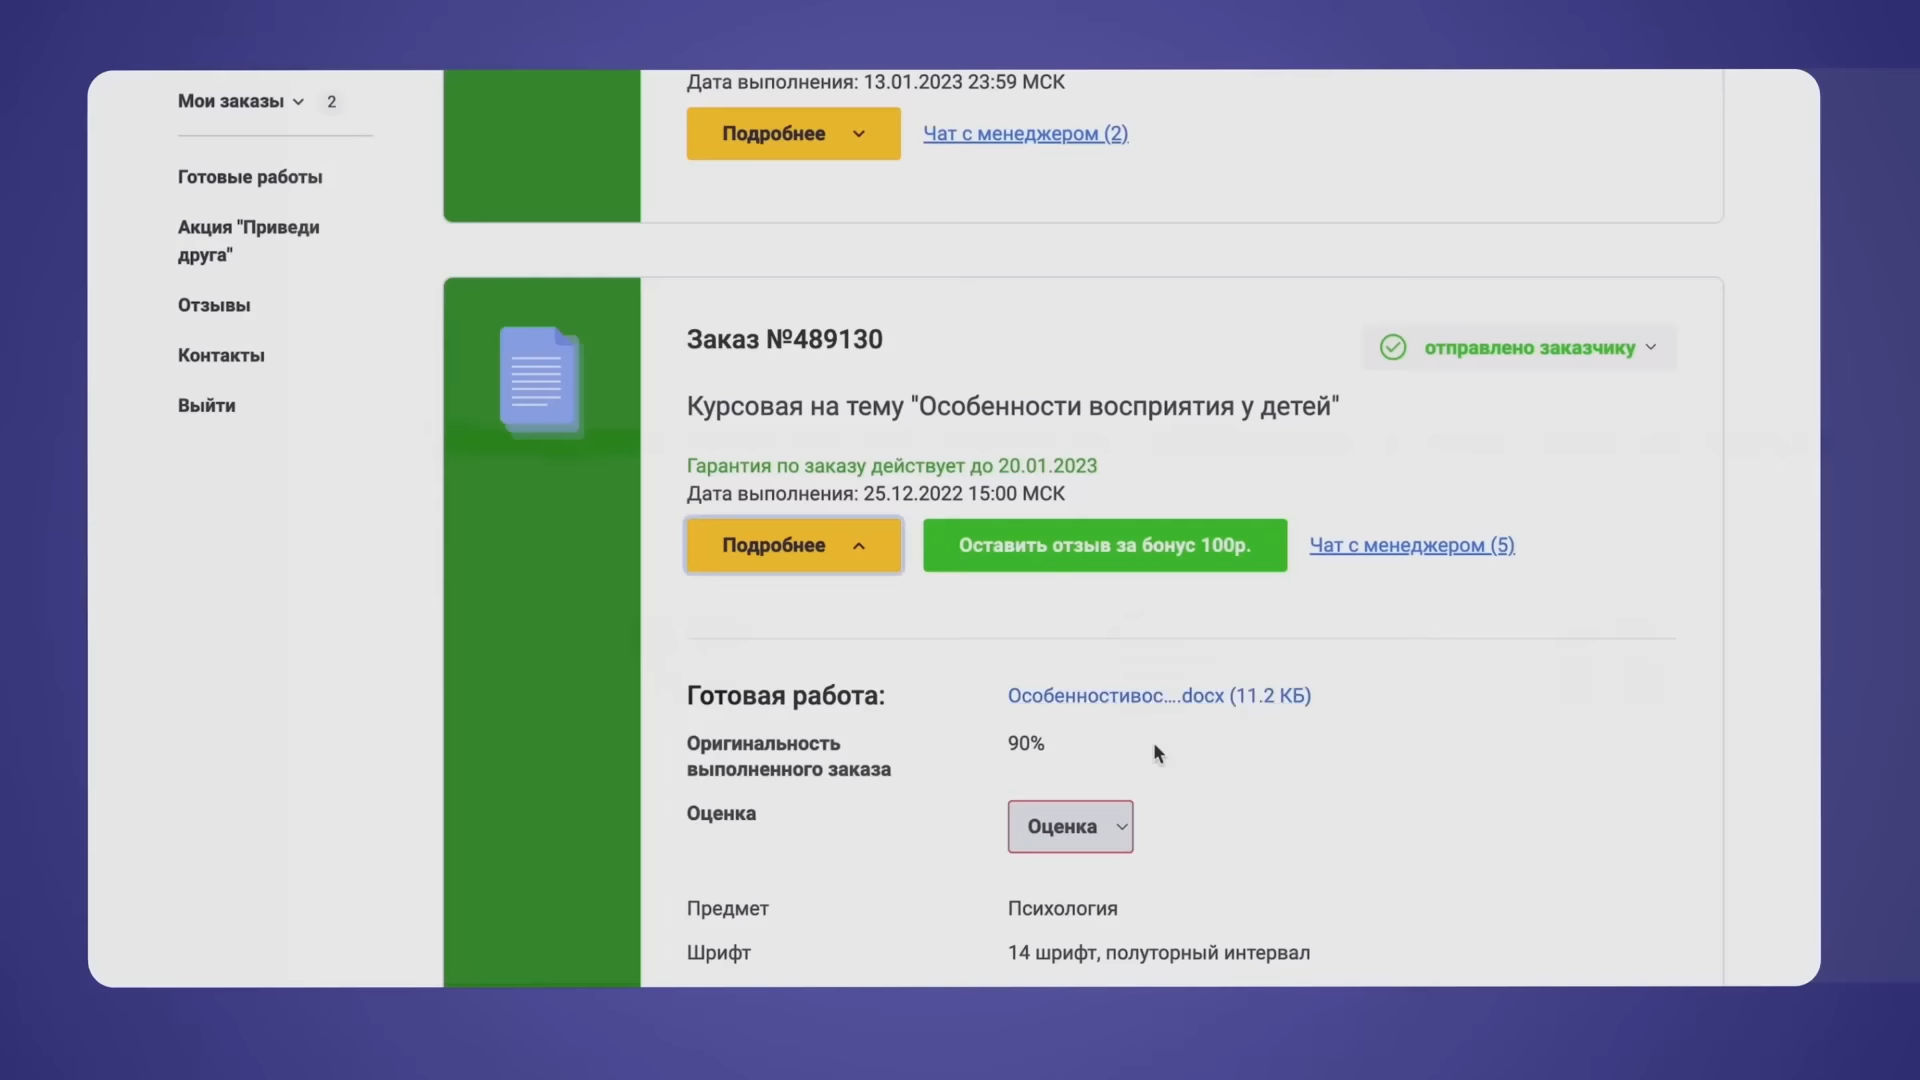 Мои заказы 2
Готовые работы
Акция "Приведи
друга"
Отзывы
Контакты
Выйти
Дата выполнения: 13.01.2023 23:59 МСК
Подробнее
Чат с менеджером (2)
Заказ №489130
отправлено заказчику
Курсовая на тему "Особенности восприятия у детей"
Гарантия по заказу действует до 20.01.2023
Дата выполнения: 25.12.2022 15:00 МСК
Подробнее
Оставить отзыв за бонус 100р.
Чат с менеджером (5)
Готовая работа: Особенностивос....docx (11.2 КБ)
Оригинальность
выполненного заказа
90%
Оценка
Оценка
Предмет Психология
Шрифт 14 шрифт, полуторный интервал